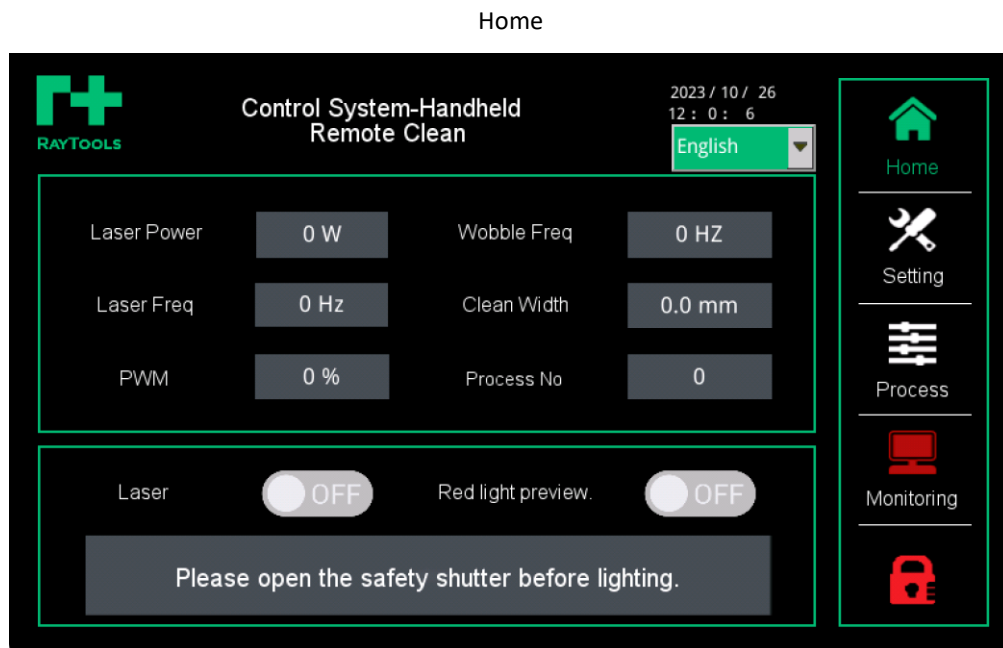 Home
RAYTOOLS
Control System-Handheld
Remote Clean
2023 / 10 / 26
12 : 0 : 6
English
Laser Power
0 W
Wobble Freq
0 HZ
Laser Freq
0 Hz
Clean Width
0.0 mm
PWM
0 %
Process No
0
Laser
OFF
Red light preview.
OFF
Please open the safety shutter before lighting.
Home
Setting
Process
Monitoring